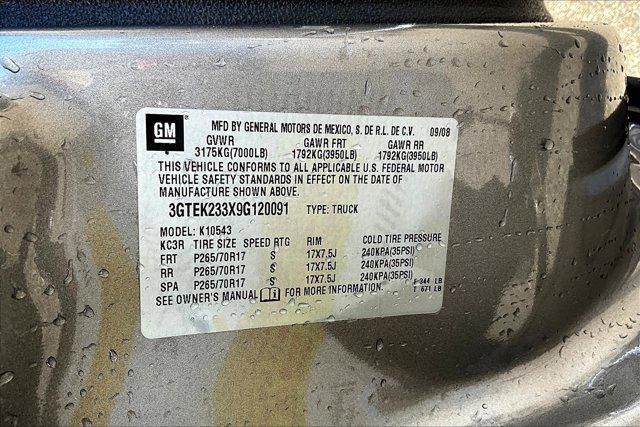 GM
MFD BY GENERAL MOTORS DE MEXICO, S. DE R.L. DE C.V. 09/08
GVWR GAWR FRT GAWR RR
3175KG(7000LB) 1792KG(3950LB) 1792KG(3950LB)
THIS VEHICLE CONFORMS TO ALL APPLICABLE U.S. FEDERAL MOTOR
VEHICLE SAFETY STANDARDS IN EFFECT ON THE DATE OF
MANUFACTURE SHOWN ABOVE.
3GTEK233X9G120091 TYPE: TRUCK
MODEL: K10543
KC3R TIRE SIZE SPEED RTG RIM COLD TIRE PRESSURE
FRT P265/70R17 S 17X7.5J 240KPA(35PSI)
RR P265/70R17 S 17X7.5J 240KPA(35PSI)
SPA P265/70R17 S 17X7.5J 240KPA(35PSI)
SEE OWNER'S MANUAL FOR MORE INFORMATION.
F 344 LB
T 671 LB